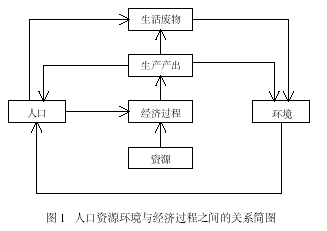 生活废物
生产产出
人口
经济过程
环境
资源
图 1 人口资源环境与经济过程之间的关系简图